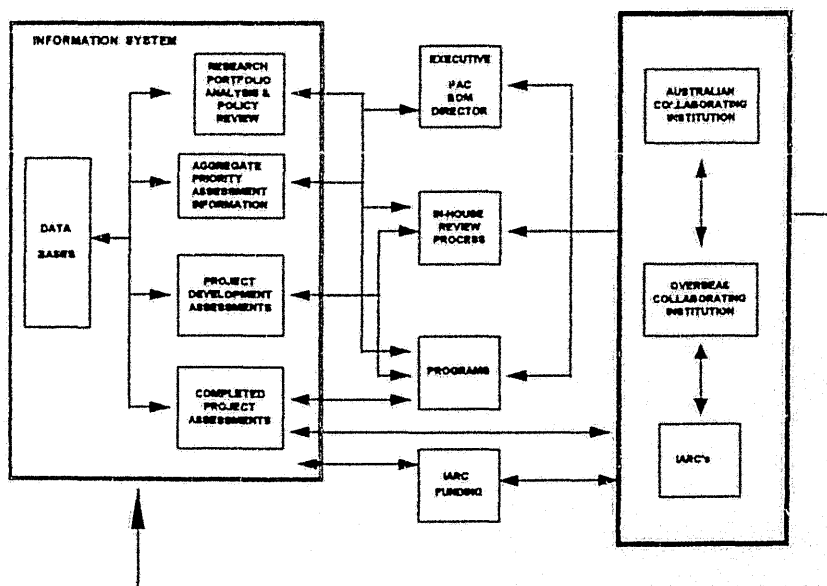 INFORMATION SYSTEM
RESEARCH
PORTFOLIO
ANALYSIS &
POLICY
REVIEW
AGGREGATE
PRIORITY
ASSESSMENT
INFORMATION
DATA
BASES
PROJECT
DEVELOPMENT
ASSESSMENTS
COMPLETED
PROJECT
ASSESSMENTS
EXECUTIVE
PAC
BOM
DIRECTOR
IN-HOUSE
REVIEW
PROCESS
PROGRAMS
IARC
FUNDING
AUSTRALIAN
COLLABORATING
INSTITUTION
OVERSEAS
COLLABORATING
INSTITUTION
IARC's